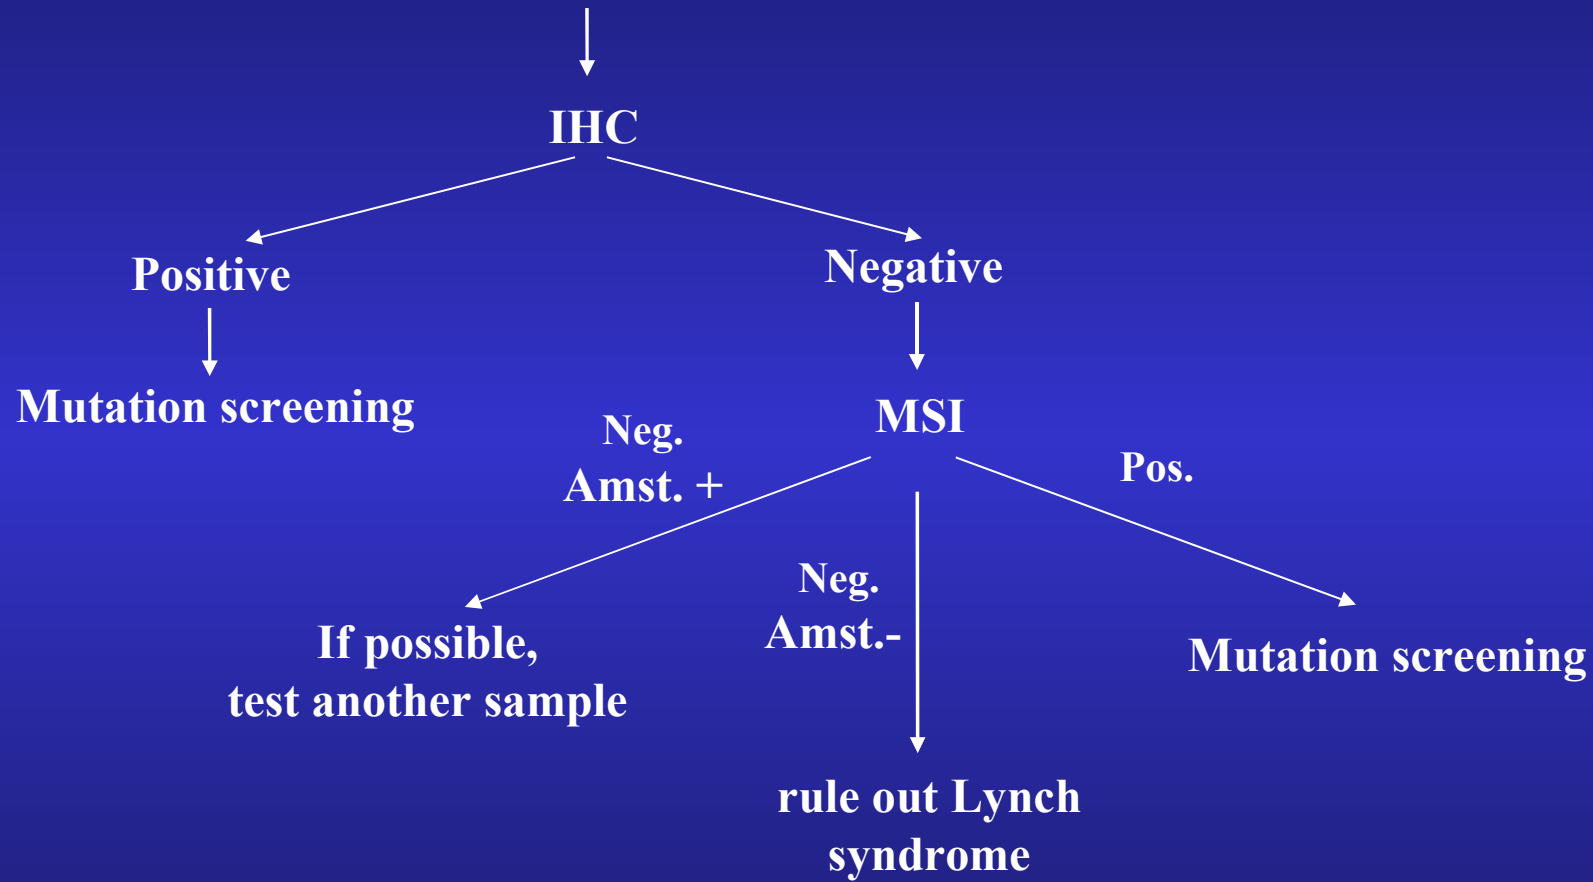 IHC
Positive
Negative
Mutation screening
MSI
Neg.
Amst. +
Pos.
Neg.
Amst.-
If possible,
test another sample
Mutation screening
rule out Lynch
syndrome